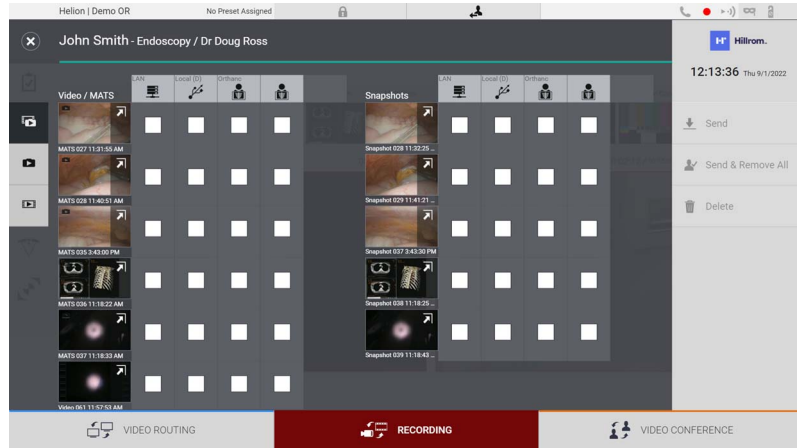 Helion | Demo OR
No Preset Assigned
John Smith - Endoscopy / Dr Doug Ross
Hillrom.
12:13:36 Thu 9/1/2022
Video / MATS
LAN
Local (D)
Orthanc
Snapshots
LAN
Local (D)
Orthanc
MATS 027 11:31:55 AM
Snapshot 028 11:32:25 ...
MATS 028 11:40:51 AM
Snapshot 029 11:41:21 ...
MATS 035 3:43:00 PM
Snapshot 037 3:43:30 PM
MATS 036 11:18:22 AM
Snapshot 038 11:18:25 ...
MATS 037 11:18:33 AM
Snapshot 039 11:18:43 ...
Video 061 11:57:53 AM
Send
Send & Remove All
Delete
VIDEO ROUTING
RECORDING
VIDEO CONFERENCE